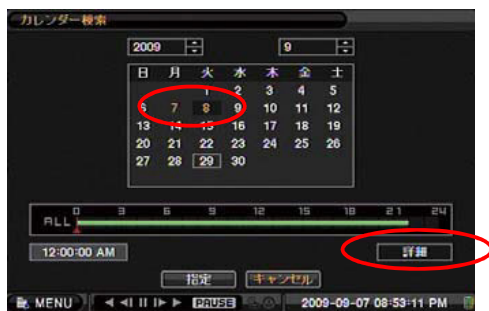 カレンダー検索
2009 9
日 月 火 水 木 金 土
1 2 3 4 5
6 7 8 9 10 11 12
13 14 15 16 17 18 19
20 21 22 23 24 25 26
27 28 29 30
0 3 6 9 12 15 18 21 24
ALL
12:00:00 AM 詳細
指定 キャンセル
MENU PAUSE 2009-09-07 08:53:11 PM